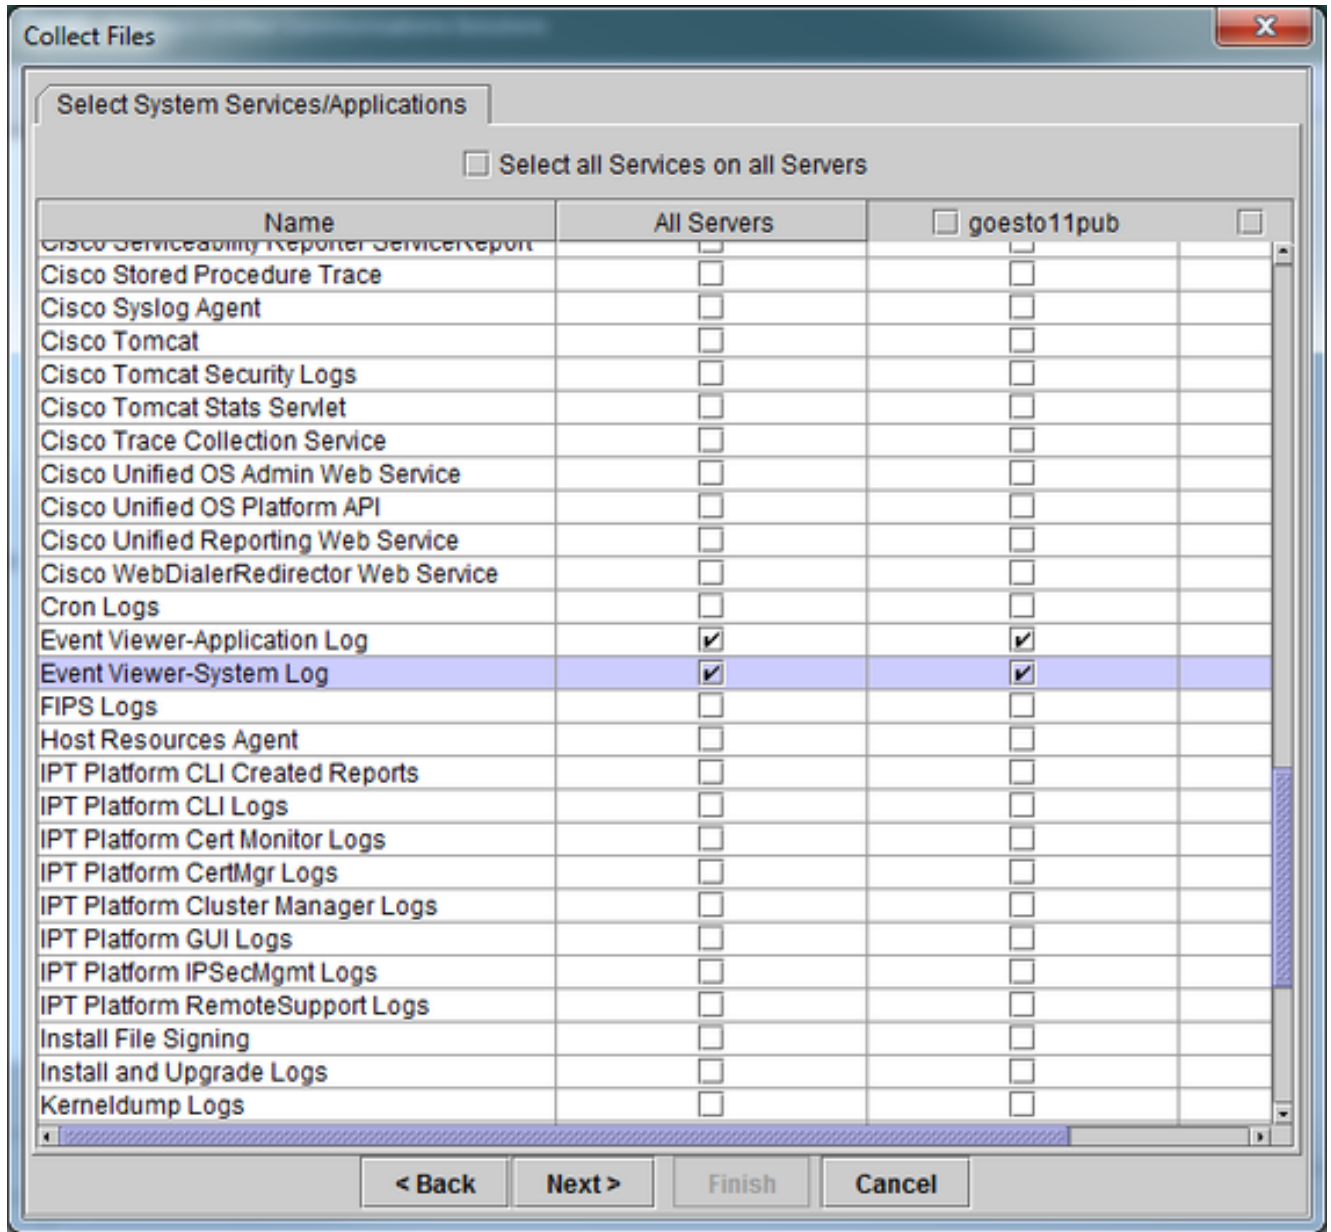 Collect Files
Select System Services/Applications
Select all Services on all Servers
Name All Servers goesto11pub
Cisco Serviceability Reporter ServiceReport
Cisco Stored Procedure Trace
Cisco Syslog Agent
Cisco Tomcat
Cisco Tomcat Security Logs
Cisco Tomcat Stats Servlet
Cisco Trace Collection Service
Cisco Unified OS Admin Web Service
Cisco Unified OS Platform API
Cisco Unified Reporting Web Service
Cisco WebDialerRedirector Web Service
Cron Logs
Event Viewer-Application Log
Event Viewer-System Log
FIPS Logs
Host Resources Agent
IPT Platform CLI Created Reports
IPT Platform CLI Logs
IPT Platform Cert Monitor Logs
IPT Platform CertMgr Logs
IPT Platform Cluster Manager Logs
IPT Platform GUI Logs
IPT Platform IPSecMgmt Logs
IPT Platform RemoteSupport Logs
Install File Signing
Install and Upgrade Logs
Kerneldump Logs
< Back Next > Finish Cancel